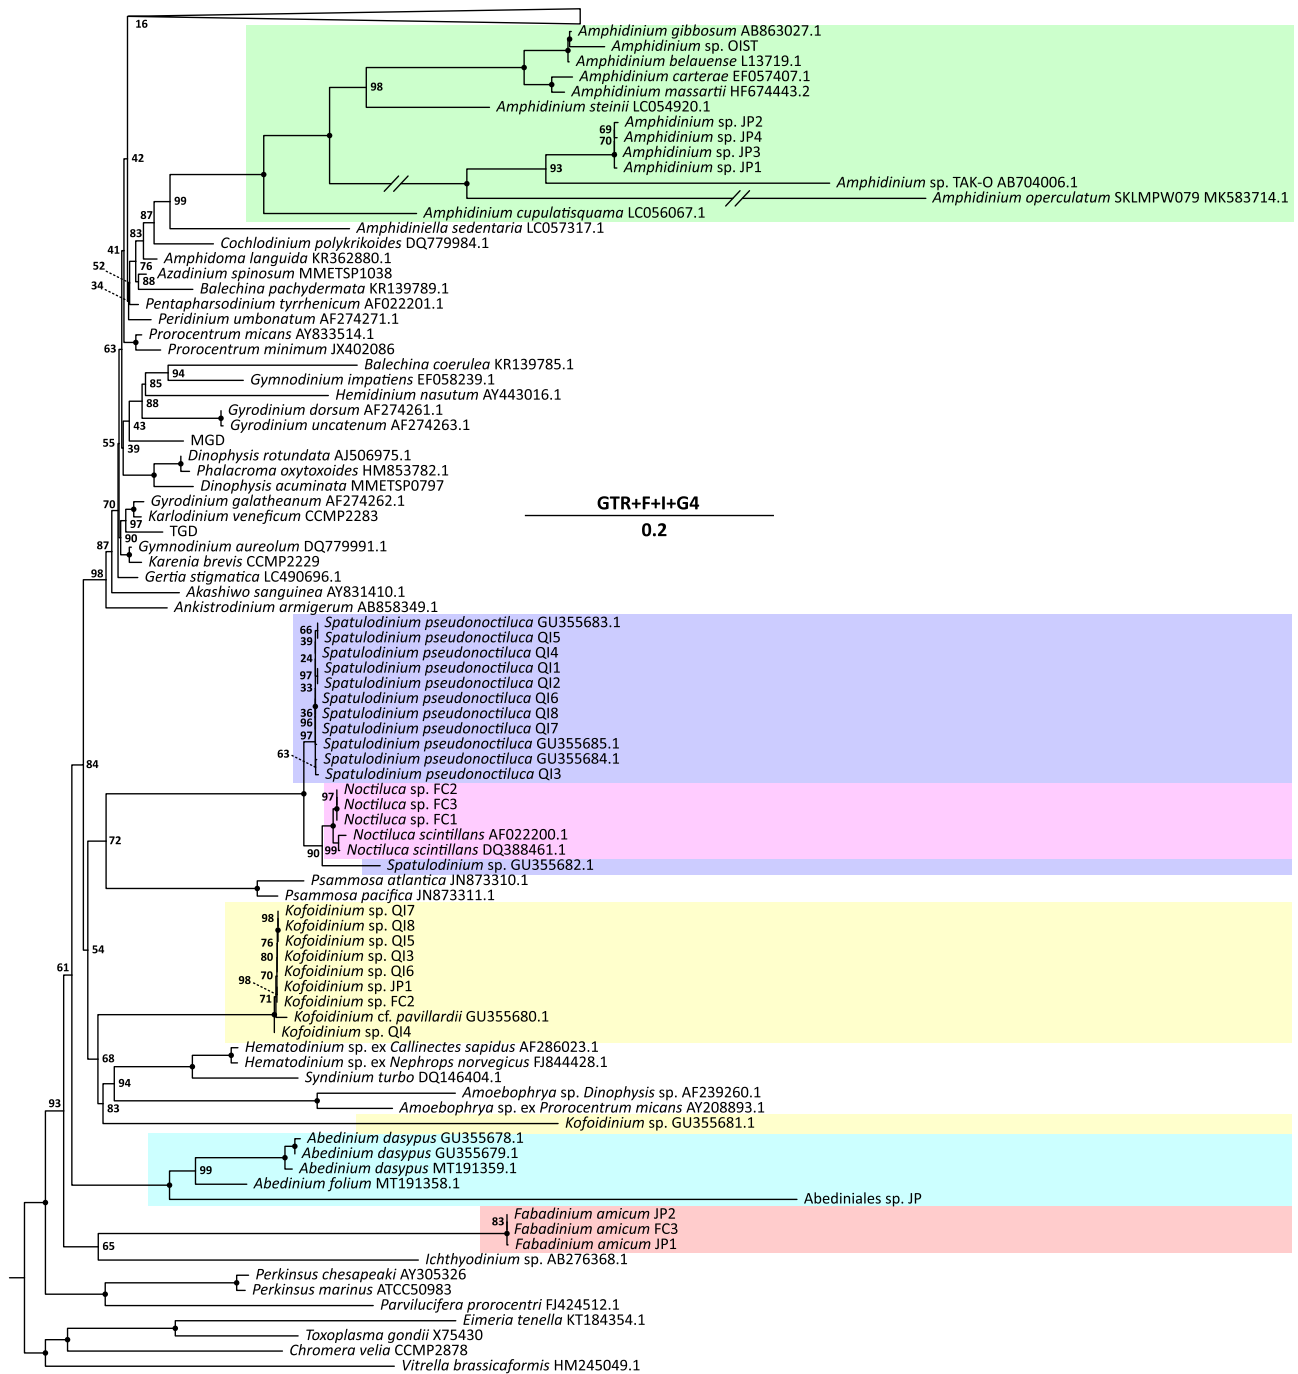 16
Amphidinium gibbosum AB863027.1
Amphidinium sp. OIST
Amphidinium belauense L13719.1
Amphidinium carterae EF057407.1
98
Amphidinium massartii HF674443.2
Amphidinium steinii LC054920.1
Amphidinium sp. JP2
69
Amphidinium sp. JP4
70
Amphidinium sp. JP3
42
Amphidinium sp. JP1
93
Amphidinium sp. TAK-O AB704006.1
Amphidinium operculatum SKLMPW079 MK583714.1
99
Amphidinium cupulatisquama LC056067.1
87
Amphidiniella sedentaria LC057317.1
83
Cochlodinium polykrikoides DQ779984.1
41
Amphidoma languida KR362880.1
52
76
Azadinium spinosum MMETSP1038
88
34
Balechina pachydermata KR139789.1
Pentapharsodinium tyrrhenicum AF022201.1
Peridinium umbonatum AF274271.1
Prorocentrum micans AY833514.1
63
Prorocentrum minimum JX402086
Balechina coerulea KR139785.1
94
85
Gymnodinium impatiens EF058239.1
Hemidinium nasutum AY443016.1
88
Gyrodinium dorsum AF274261.1
43
Gyrodinium uncatenum AF274263.1
55
MGD
39
Dinophysis rotundata AJ506975.1
Phalacroma oxytoxoides HM853782.1
Dinophysis acuminata MMETSP0797
70
Gyrodinium galatheanum AF274262.1
GTR+F+I+G4
Karlodinium veneficum CCMP2283
97
TGD
0.2
90
87
Gymnodinium aureolum DQ779991.1
Karenia brevis CCMP2229
98
Gertia stigmatica LC490696.1
Akashiwo sanguinea AY831410.1
Ankistrodinium armigerum AB858349.1
Spatulodinium pseudonoctiluca GU355683.1
66
Spatulodinium pseudonoctiluca QI5
39
Spatulodinium pseudonoctiluca QI4
24
Spatulodinium pseudonoctiluca QI1
97
Spatulodinium pseudonoctiluca QI2
33
Spatulodinium pseudonoctiluca QI6
Spatulodinium pseudonoctiluca QI8
36
96
Spatulodinium pseudonoctiluca QI7
97
Spatulodinium pseudonoctiluca GU355685.1
63
Spatulodinium pseudonoctiluca GU355684.1
84
Spatulodinium pseudonoctiluca QI3
Noctiluca sp. FC2
97
Noctiluca sp. FC3
Noctiluca sp. FC1
Noctiluca scintillans AF022200.1
72
99
Noctiluca scintillans DQ388461.1
90
Spatulodinium sp. GU355682.1
Psammosa atlantica JN873310.1
Psammosa pacifica JN873311.1
Kofoidinium sp. QI7
98
Kofoidinium sp. QI8
Kofoidinium sp. QI5
76
54
Kofoidinium sp. QI3
80
61
Kofoidinium sp. QI6
70
98
Kofoidinium sp. JP1
71
Kofoidinium sp. FC2
Kofoidinium cf. pavillardii GU355680.1
Kofoidinium sp. QI4
Hematodinium sp. ex Callinectes sapidus AF286023.1
68
Hematodinium sp. ex Nephrops norvegicus FJ844428.1
Syndinium turbo DQ146404.1
94
Amoebophrya sp. Dinophysis sp. AF239260.1
93
83
Amoebophrya sp. ex Prorocentrum micans AY208893.1
Kofoidinium sp. GU355681.1
Abedinium dasypus GU355678.1
Abedinium dasypus GU355679.1
99
Abedinium dasypus MT191359.1
Abedinium folium MT191358.1
Abediniales sp. JP
Fabadinium amicum JP2
83
Fabadinium amicum FC3
65
Fabadinium amicum JP1
Ichthyodinium sp. AB276368.1
Perkinsus chesapeaki AY305326
Perkinsus marinus ATCC50983
Parvilucifera prorocentri FJ424512.1
Eimeria tenella KT184354.1
Toxoplasma gondii X75430
Chromera velia CCMP2878
Vitrella brassicaformis HM245049.1